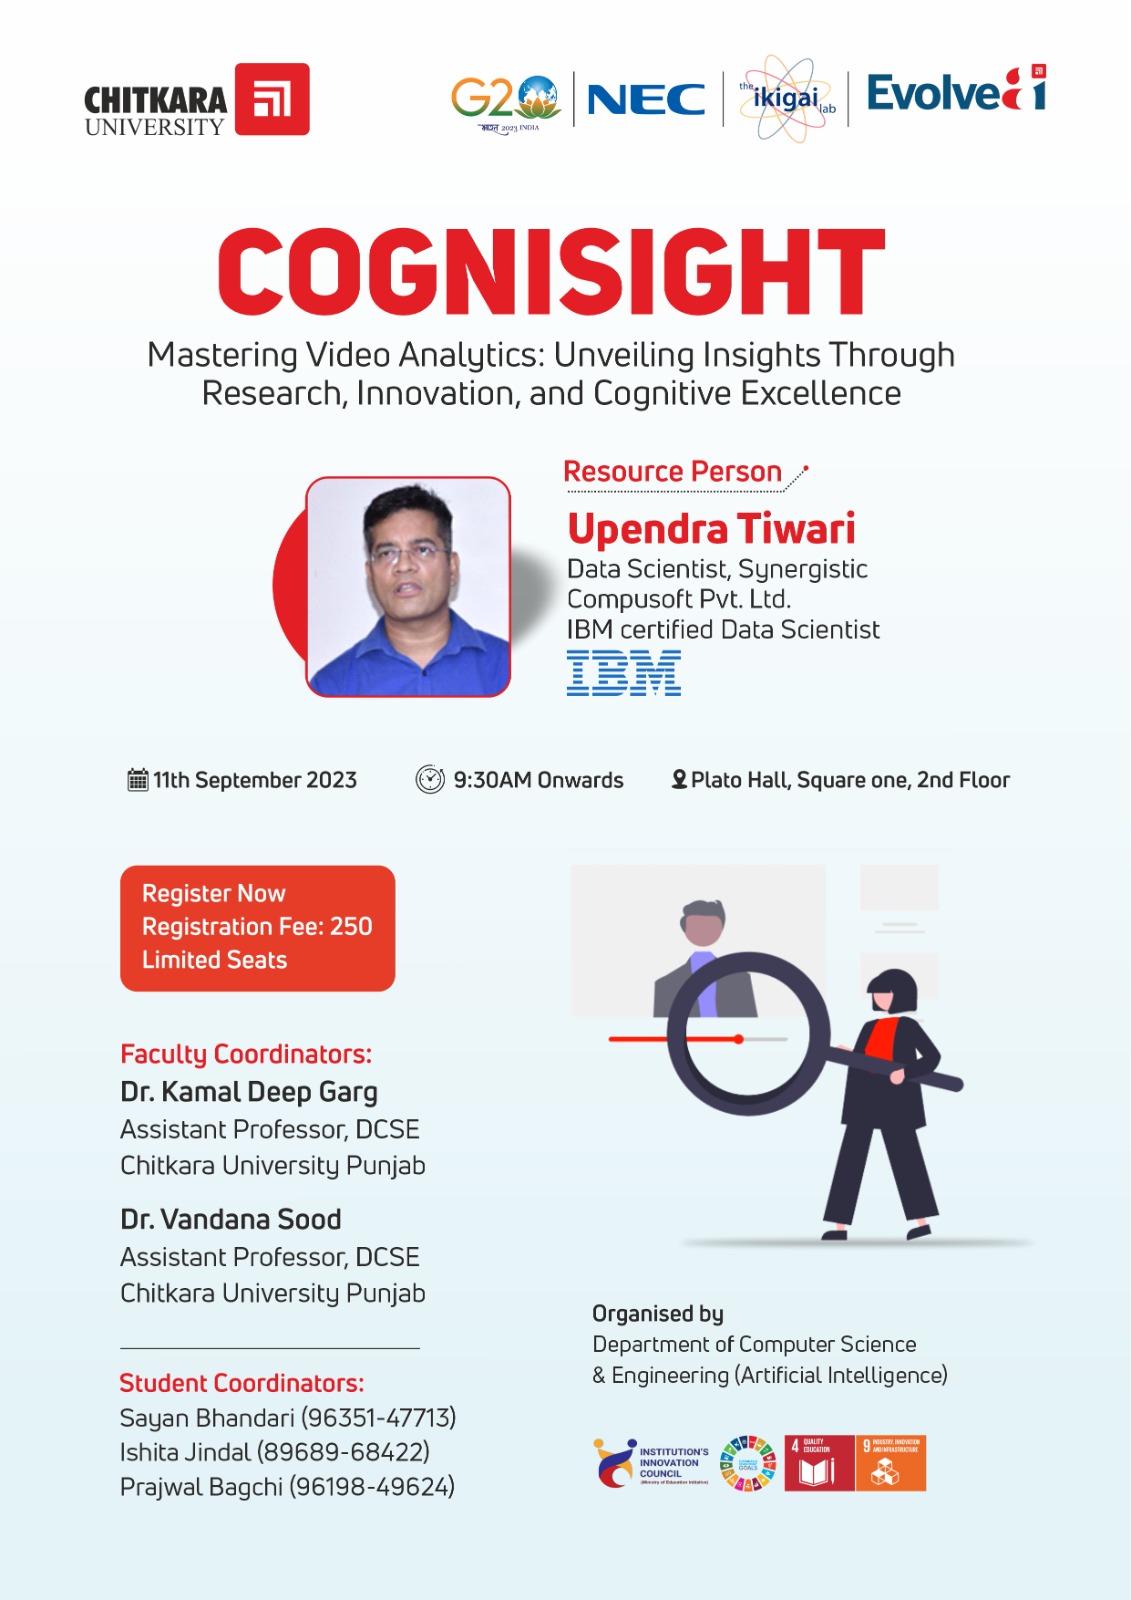 CHITKARA
UNIVERSITY
G20
भारत 2023 INDIA
NEC
the
ikigai
lab
Evolve
COGNISIGHT
Mastering Video Analytics: Unveiling Insights Through
Research, Innovation, and Cognitive Excellence
Resource Person
Upendra Tiwari
Data Scientist, Synergistic
Compusoft Pvt. Ltd.
IBM certified Data Scientist
IBM
11th September 2023
9:30AM Onwards
Plato Hall, Square one, 2nd Floor
Register Now
Registration Fee: 250
Limited Seats
Faculty Coordinators:
Dr. Kamal Deep Garg
Assistant Professor, DCSE
Chitkara University Punjab
Dr. Vandana Sood
Assistant Professor, DCSE
Chitkara University Punjab
Student Coordinators:
Sayan Bhandari (96351-47713)
Ishita Jindal (89689-68422)
Prajwal Bagchi (96198-49624)
Organised by
Department of Computer Science
& Engineering (Artificial Intelligence)
INSTITUTION'S
INNOVATION
COUNCIL
(Ministry of Education Initiative)
GOALS
4 QUALITY
EDUCATION
9 INDUSTRY, INNOVATION
AND INFRASTRUCTURE